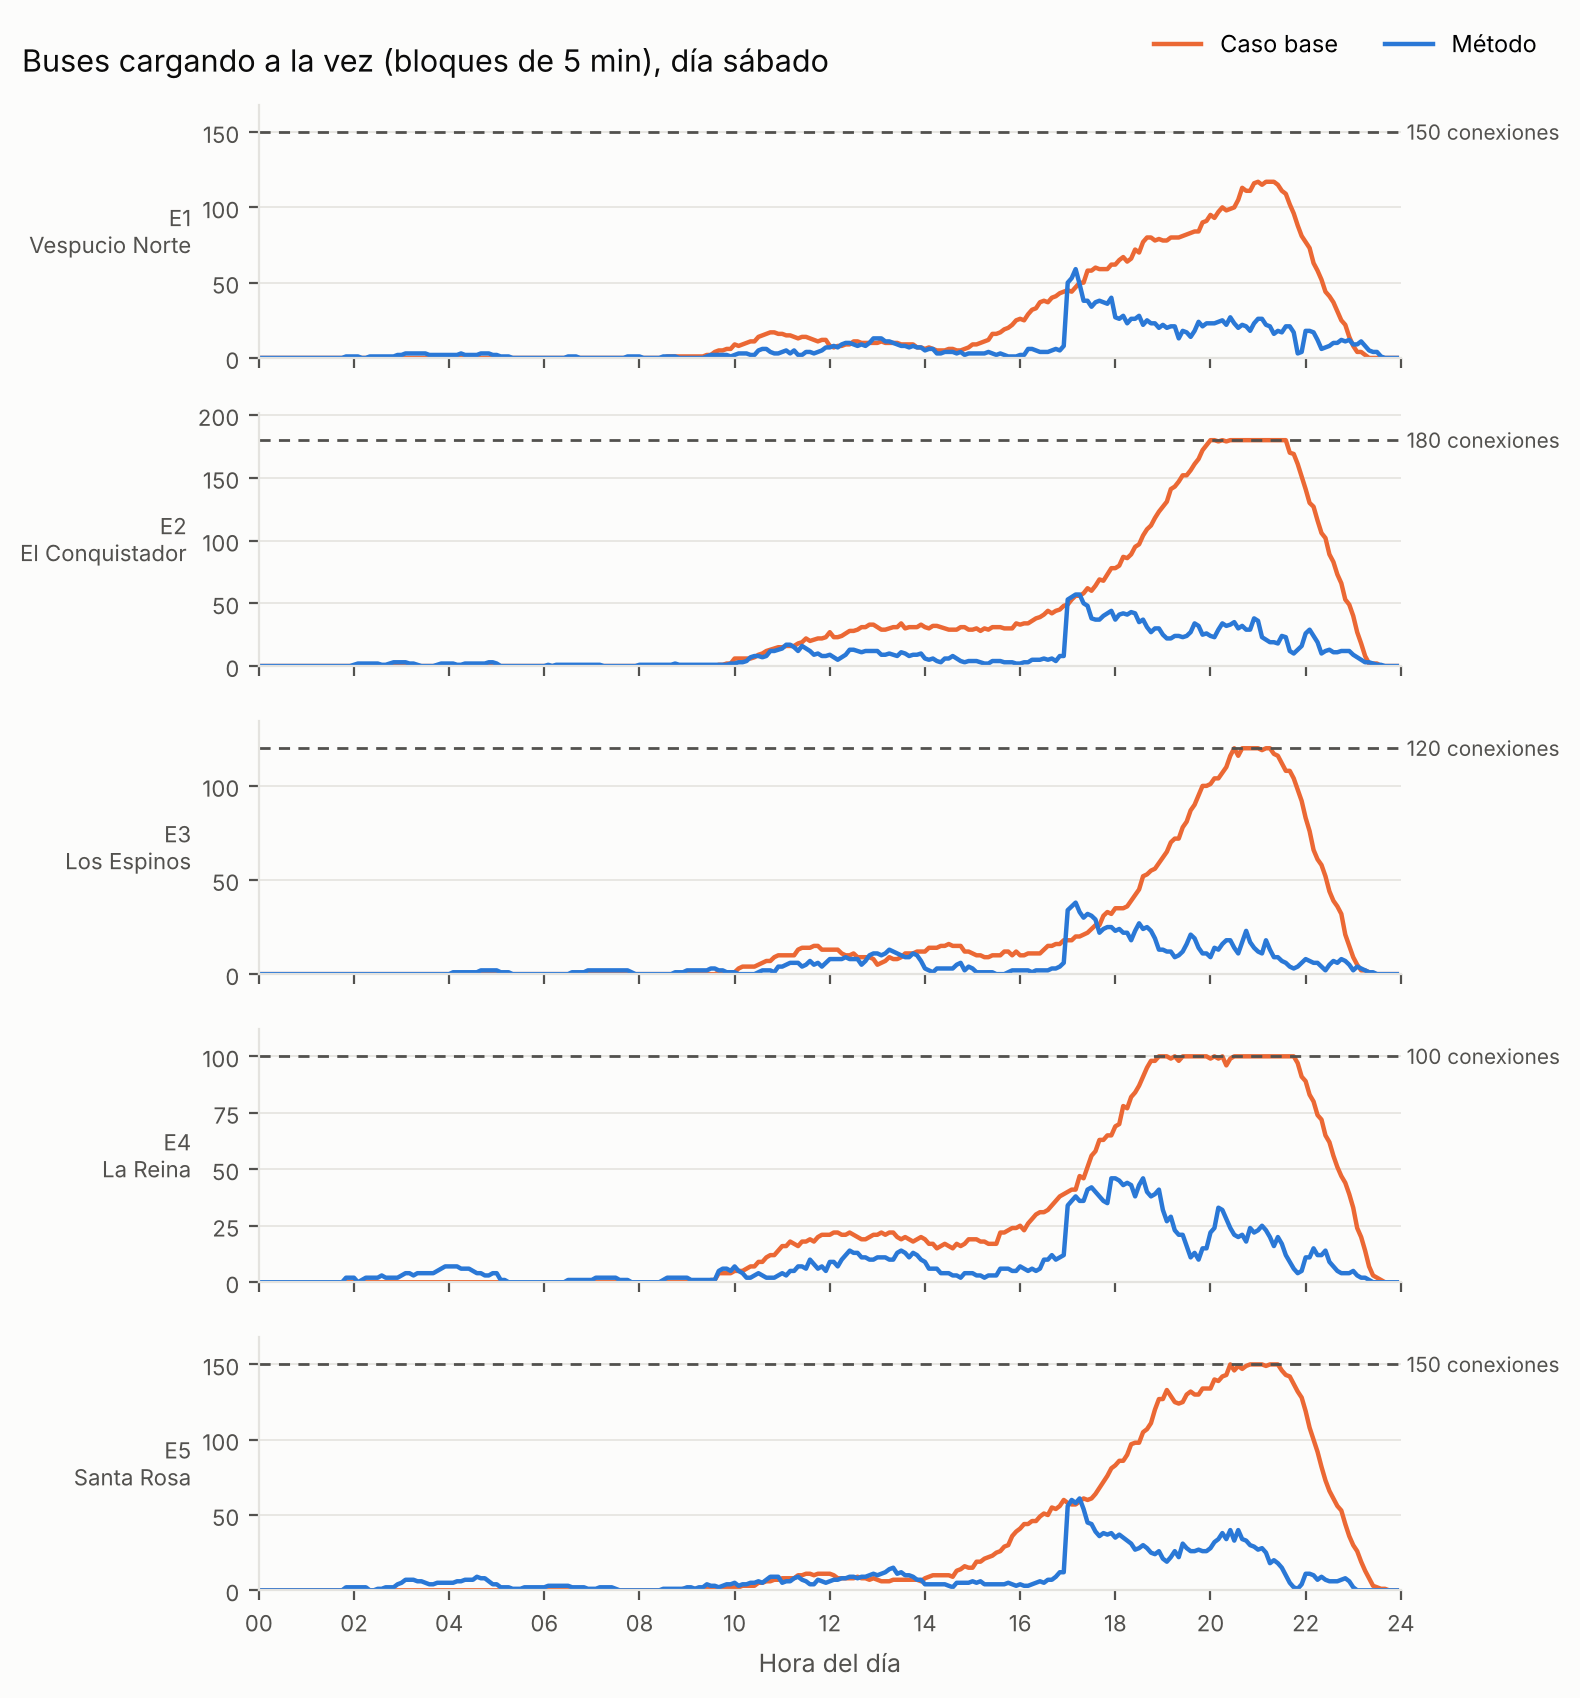 Buses cargando a la vez (bloques de 5 min), día sábado
Caso base
Método
150
100
50
0
E1
Vespucio Norte
150 conexiones
200
150
100
50
0
E2
El Conquistador
180 conexiones
100
50
0
E3
Los Espinos
120 conexiones
100
75
50
25
0
E4
La Reina
100 conexiones
150
100
50
0
E5
Santa Rosa
150 conexiones
00 02 04 06 08 10 12 14 16 18 20 22 24
Hora del día